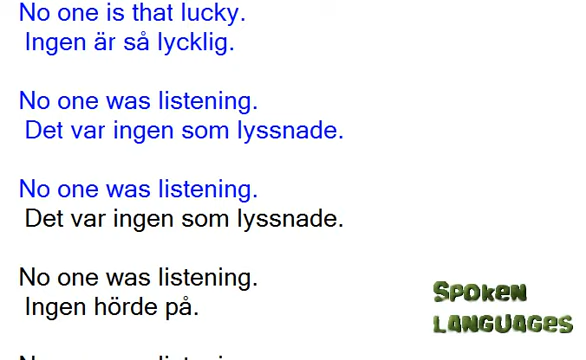 No one is that lucky.
Ingen är så lycklig.
No one was listening.
Det var ingen som lyssnade.
No one was listening.
Det var ingen som lyssnade.
No one was listening.
Ingen hörde på.
SPOKEN
LANGUAGES